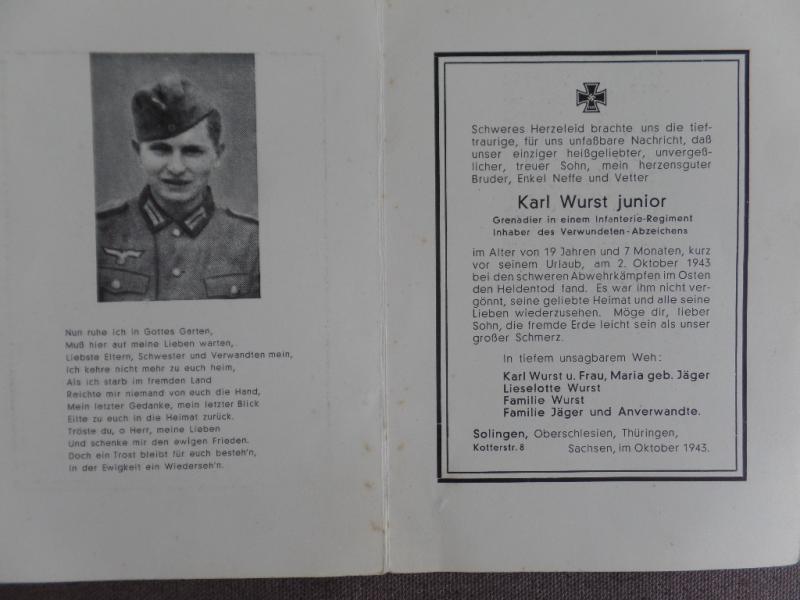 Nun ruhe ich in Gottes Garten,
Muß hier auf meine Lieben warten,
Liebste Eltern, Schwester und Verwandten mein,
Ich kehre nicht mehr zu euch heim,
Als ich starb im fremden Land
Reichte mir niemand von euch die Hand,
Mein letzter Gedanke, mein letzter Blick
Eilte zu euch in die Heimat zurück.
Tröste du, o Herr, meine Lieben
Und schenke mir den ewigen Frieden.
Doch ein Trost bleibt für euch besteh'n,
In der Ewigkeit ein Wiederseh'n.
Schweres Herzeleid brachte uns die tief-
traurige, für uns unfaßbare Nachricht, daß
unser einziger heißgeliebter, unvergeß-
licher, treuer Sohn, mein herzensguter
Bruder, Enkel Neffe und Vetter
Karl Wurst junior
Grenadier in einem Infanterie-Regiment
Inhaber des Verwundeten-Abzeichens
im Alter von 19 Jahren und 7 Monaten, kurz
vor seinem Urlaub, am 2. Oktober 1943
bei den schweren Abwehrkämpfen im Osten
den Heldentod fand. Es war ihm nicht ver-
gönnt, seine geliebte Heimat und alle seine
Lieben wiederzusehen. Möge dir, lieber
Sohn, die fremde Erde leicht sein als unser
großer Schmerz.
In tiefem unsagbarem Weh:
Karl Wurst u. Frau, Maria geb. Jäger
Lieselotte Wurst
Familie Wurst
Familie Jäger und Anverwandte.
Solingen, Oberschlesien, Thüringen,
Kotterstr. 8 Sachsen, im Oktober 1943.